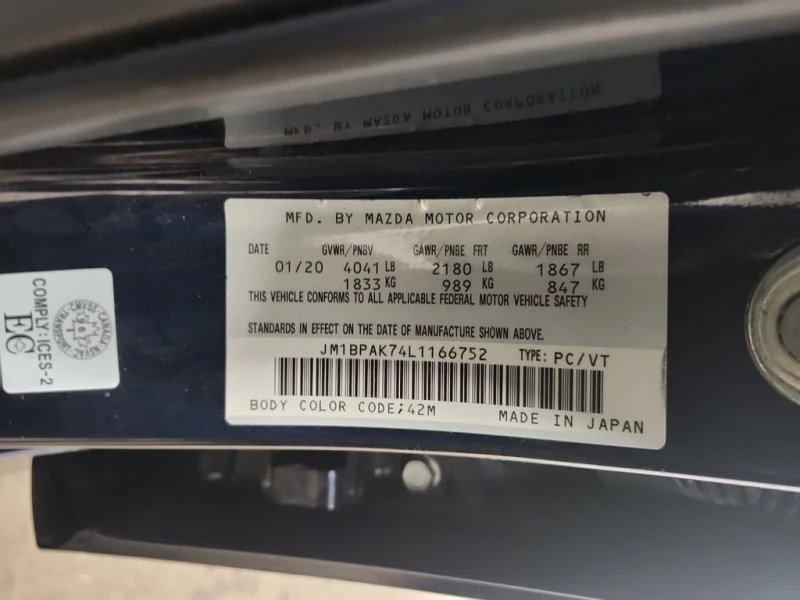 MFD. BY MAZDA MOTOR CORPORATION
MFD. BY MAZDA MOTOR CORPORATION
DATE GVWR/PNBV GAWR/PNBE FRT GAWR/PNBE RR
01/20 4041 LB 2180 LB 1867 LB
1833 KG 989 KG 847 KG
THIS VEHICLE CONFORMS TO ALL APPLICABLE FEDERAL MOTOR VEHICLE SAFETY
STANDARDS IN EFFECT ON THE DATE OF MANUFACTURE SHOWN ABOVE.
JM1BPAK74L1166752 TYPE: PC/VT
BODY COLOR CODE;42M
MADE IN JAPAN
COMPLY:ICES-2
EC